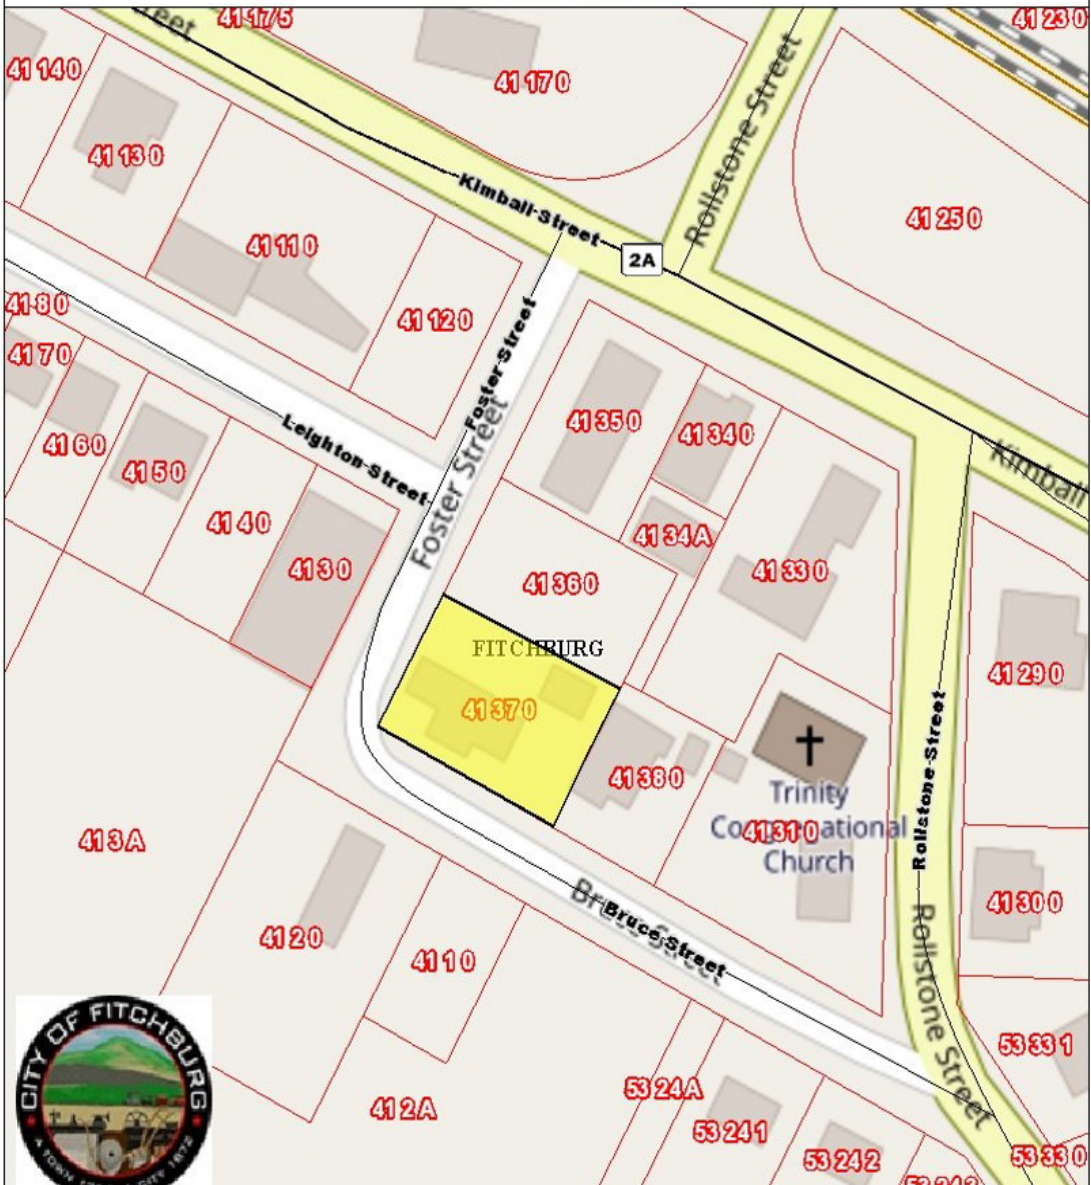 reet
41 17 5
41 23 0
41 14 0
41 17 0
Rollstone Street
41 13 0
Kimball Street
41 25 0
41 11 0
2A
41 8 0
41 12 0
Foster Street
41 7 0
41 35 0
41 34 0
41 6 0
41 5 0
Leighton Street
Foster Street
Kimball
41 4 0
41 34A
41 3 0
41 36 0
41 33 0
FITCHBURG
41 29 0
41 37 0
41 38 0
Trinity
Congregational
Church
41 31 0
Rollstone Street
41 3A
Bruce Street
Bruce Street
41 30 0
41 2 0
41 1 0
Rollstone Street
CITY OF FITCHBURG
53 33 1
41 2A
53 24A
53 24 1
53 24 2
53 33 0